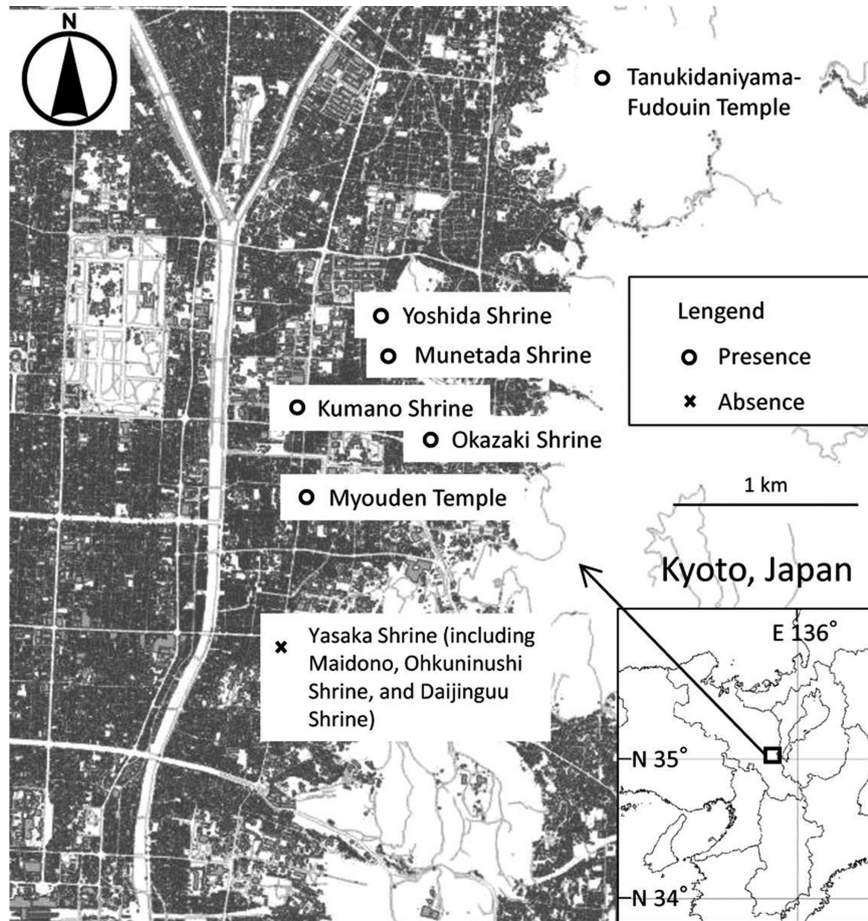 N
Tanukidaniyama-
Fudouin Temple
Yoshida Shrine
Munetada Shrine
Kumano Shrine
Okazaki Shrine
Myouden Temple
Lengend
Presence
Absence
1 km
Kyoto, Japan
Yasaka Shrine (including
Maidono, Ohkuninushi
Shrine, and Daijinguu
Shrine)
E 136˚
N 35˚
N 34˚